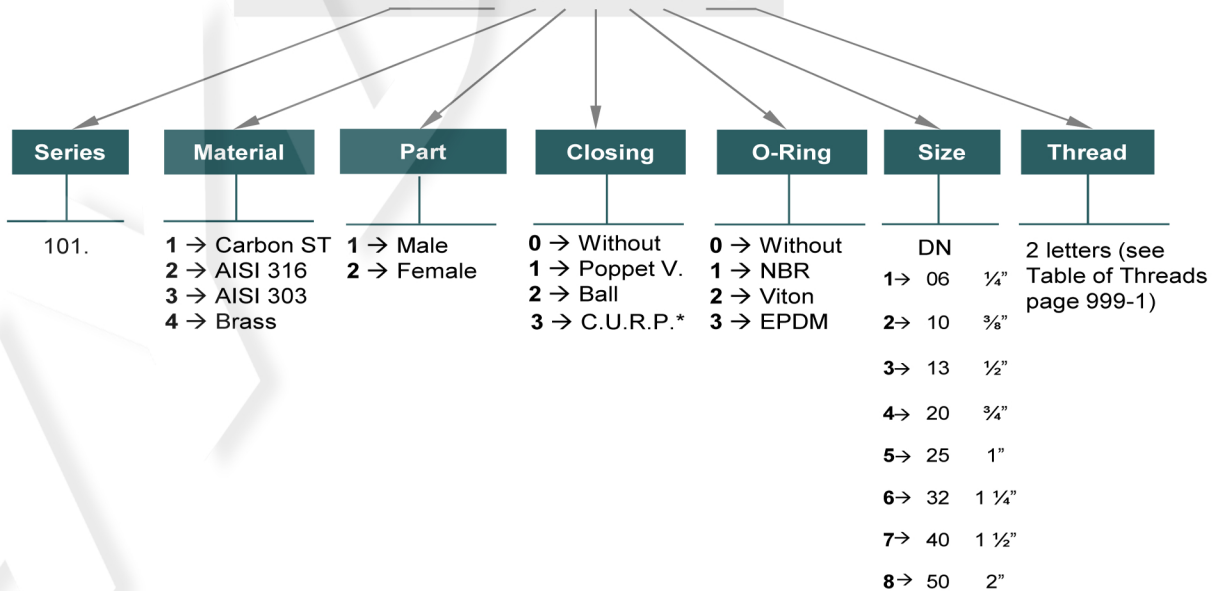 Series
Material
Part
Closing
O-Ring
Size
Thread
101.
1 → Carbon ST
2 → AISI 316
3 → AISI 303
4 → Brass
1 → Male
2 → Female
0 → Without
1 → Poppet V.
2 → Ball
3 → C.U.R.P.*
0 → Without
1 → NBR
2 → Viton
3 → EPDM
DN
1→ 06 ¼”
2→ 10 ⅜”
3→ 13 ½”
4→ 20 ¾”
5→ 25 1”
6→ 32 1 ¼”
7→ 40 1 ½”
8→ 50 2”
2 letters (see
Table of Threads
page 999-1)